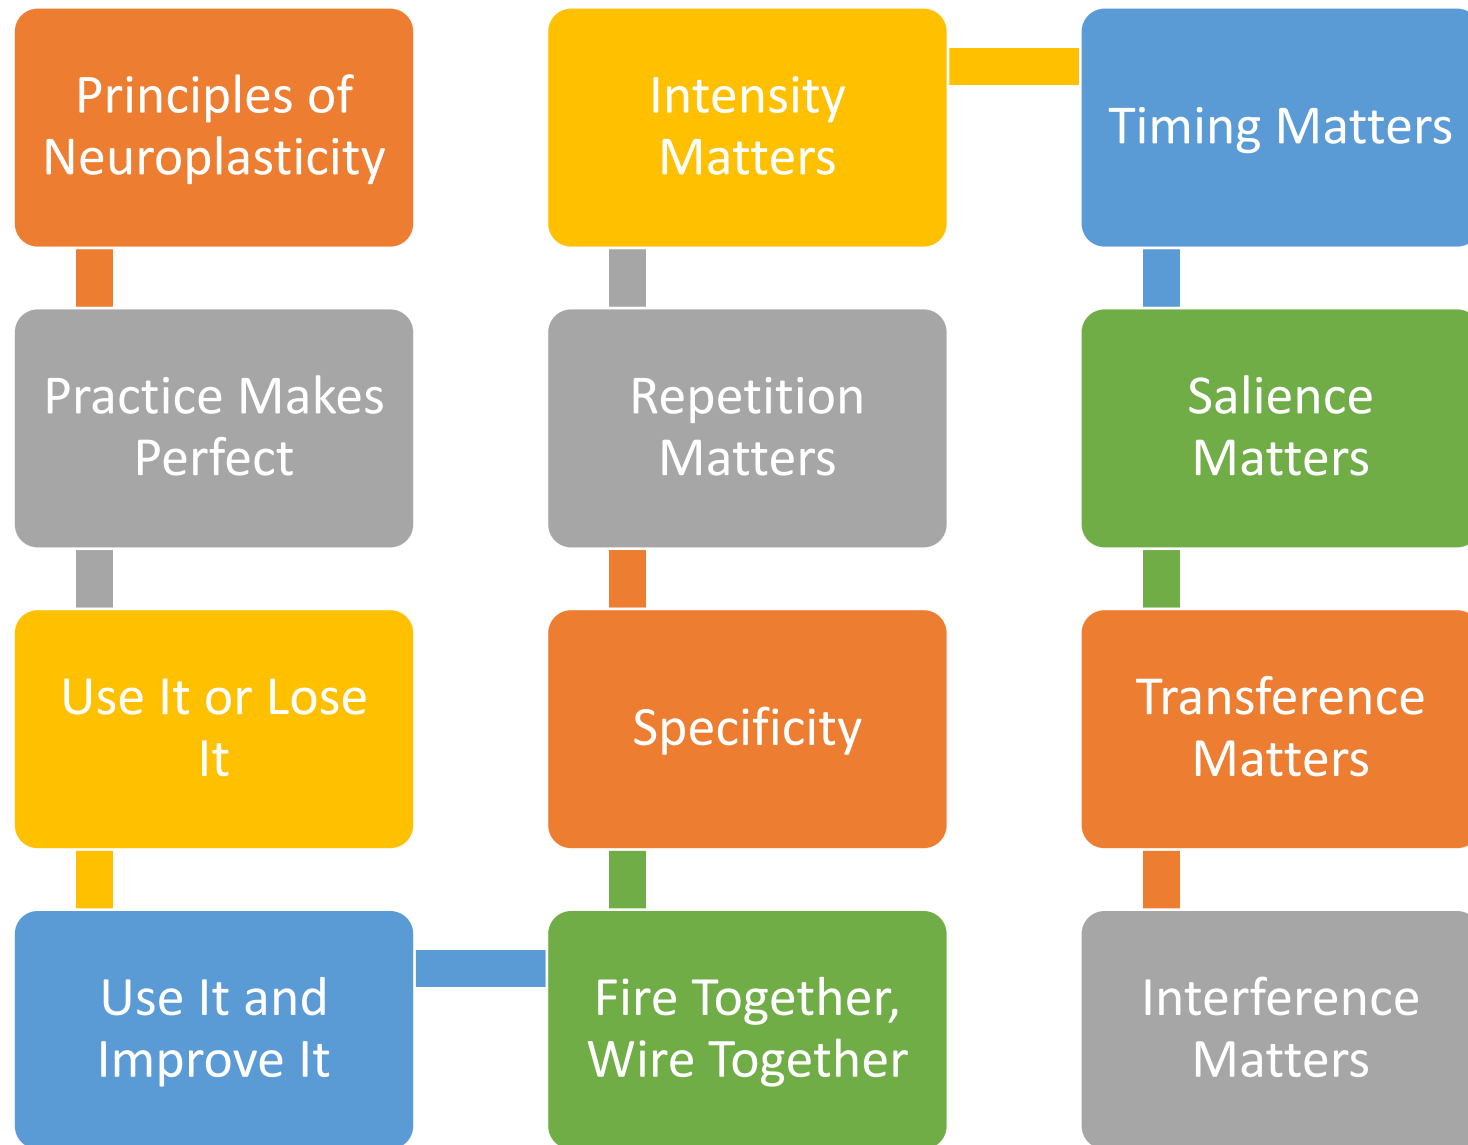 Principles of
Neuroplasticity
Practice Makes
Perfect
Use It or Lose
It
Use It and
Improve It
Fire Together,
Wire Together
Specificity
Repetition
Matters
Intensity
Matters
Timing Matters
Salience
Matters
Transference
Matters
Interference
Matters